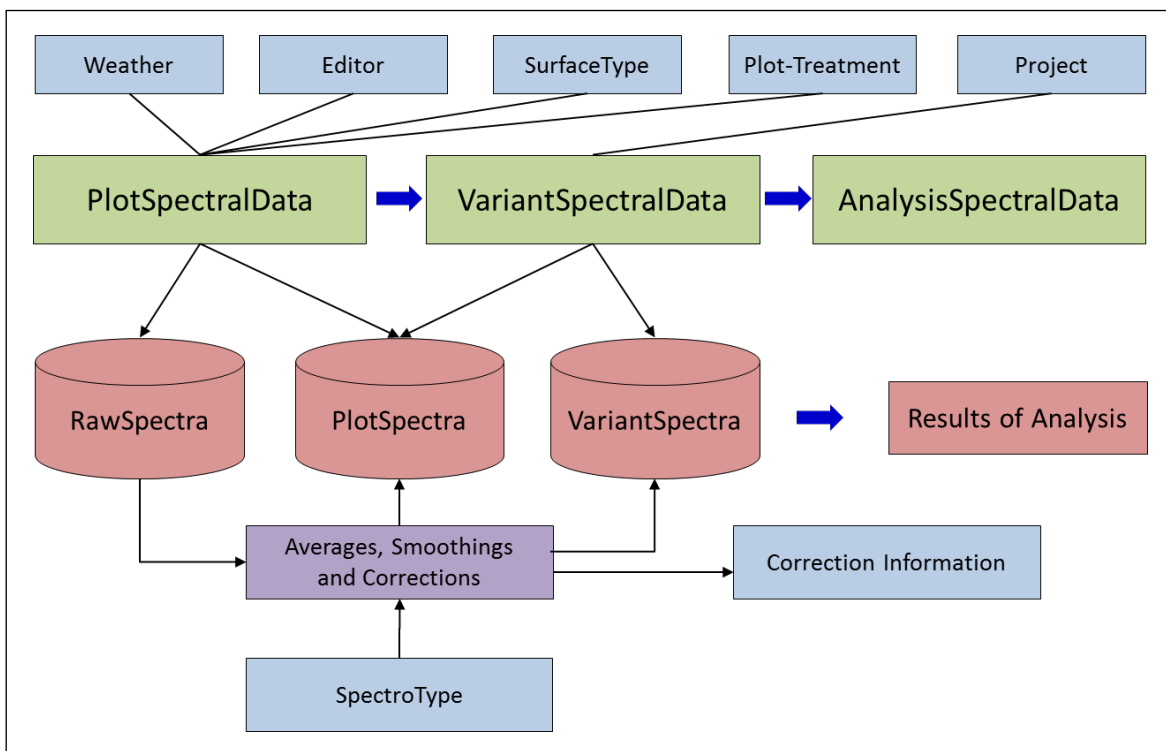 Weather
Editor
SurfaceType
Plot-Treatment
Project
PlotSpectralData
VariantSpectralData
AnalysisSpectralData
RawSpectra
PlotSpectra
VariantSpectra
Results of Analysis
Averages, Smoothings
and Corrections
Correction Information
SpectroType